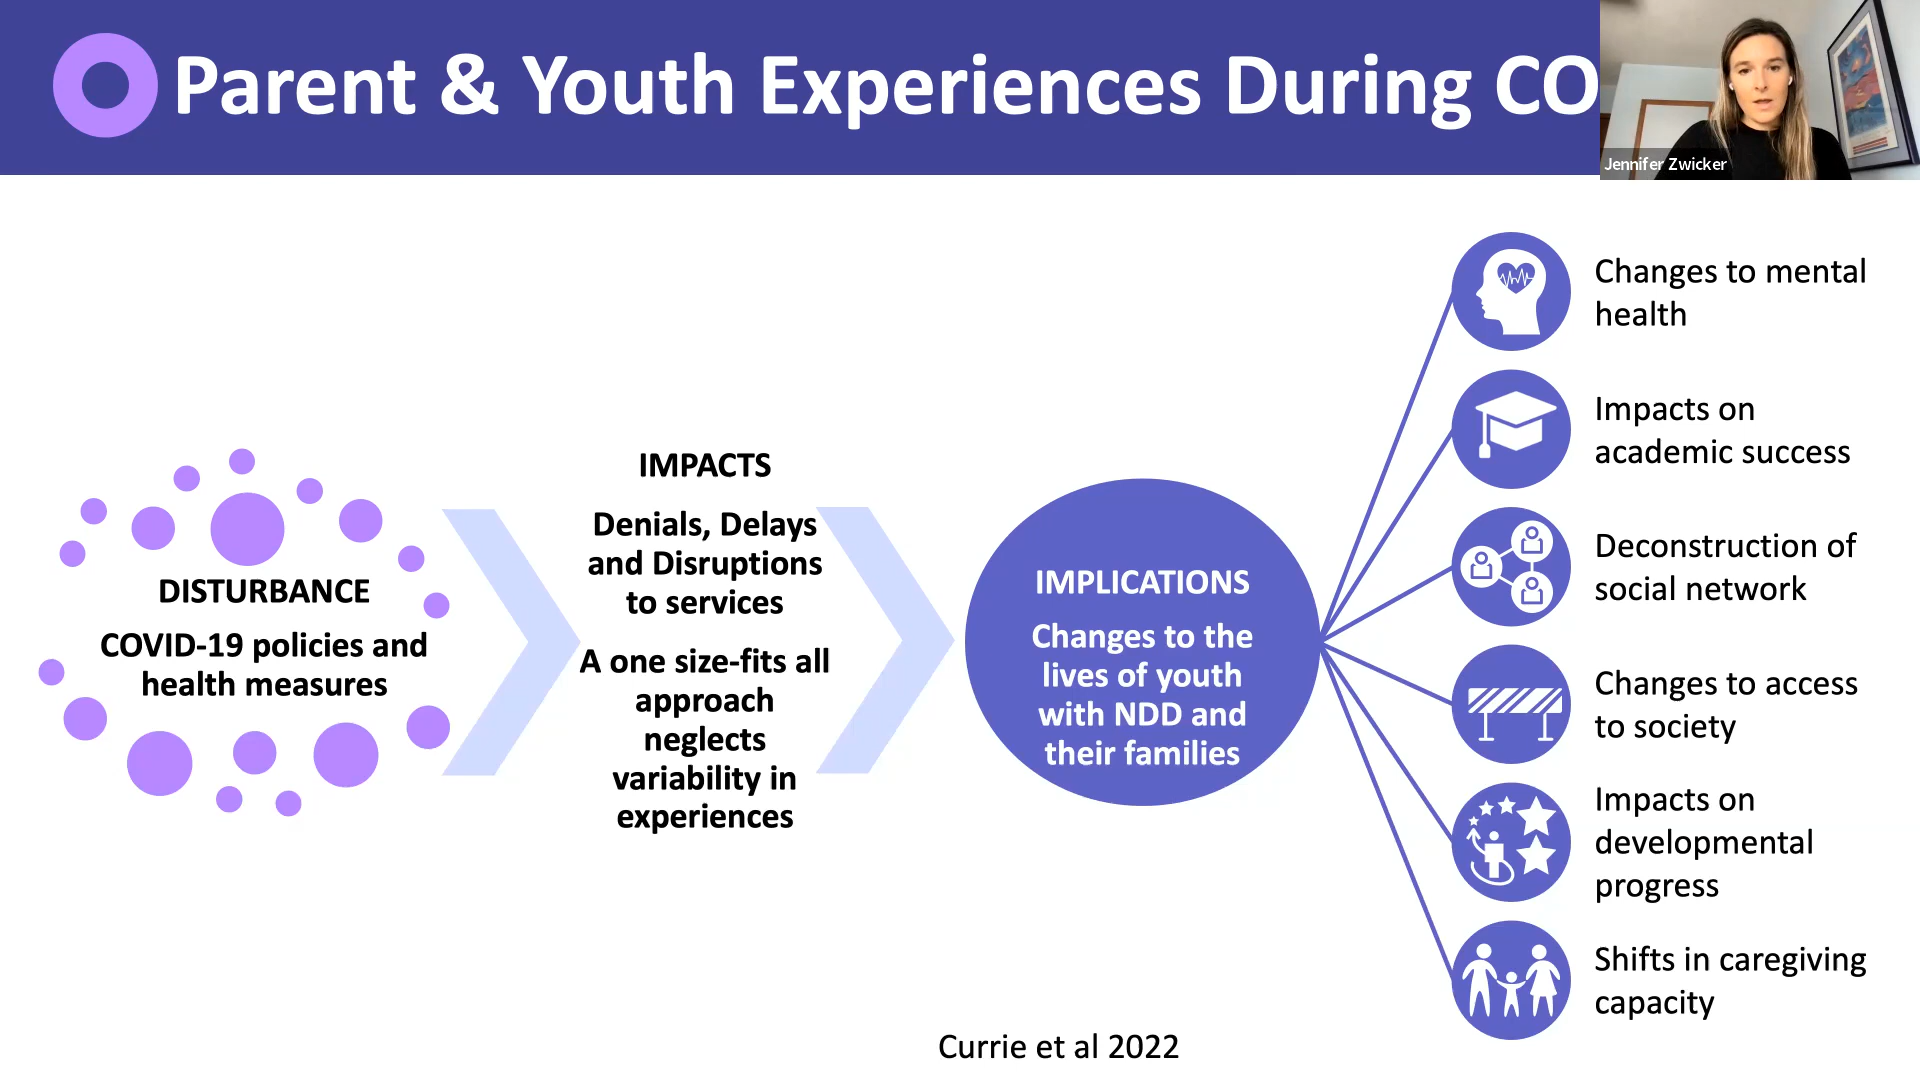 Parent & Youth Experiences During CO
Jennifer Zwicker
DISTURBANCE
COVID-19 policies and
health measures
IMPACTS
Denials, Delays
and Disruptions
to services
A one size-fits all
approach
neglects
variability in
experiences
IMPLICATIONS
Changes to the
lives of youth
with NDD and
their families
Changes to mental
health
Impacts on
academic success
Deconstruction of
social network
Changes to access
to society
Impacts on
developmental
progress
Shifts in caregiving
capacity
Currie et al 2022